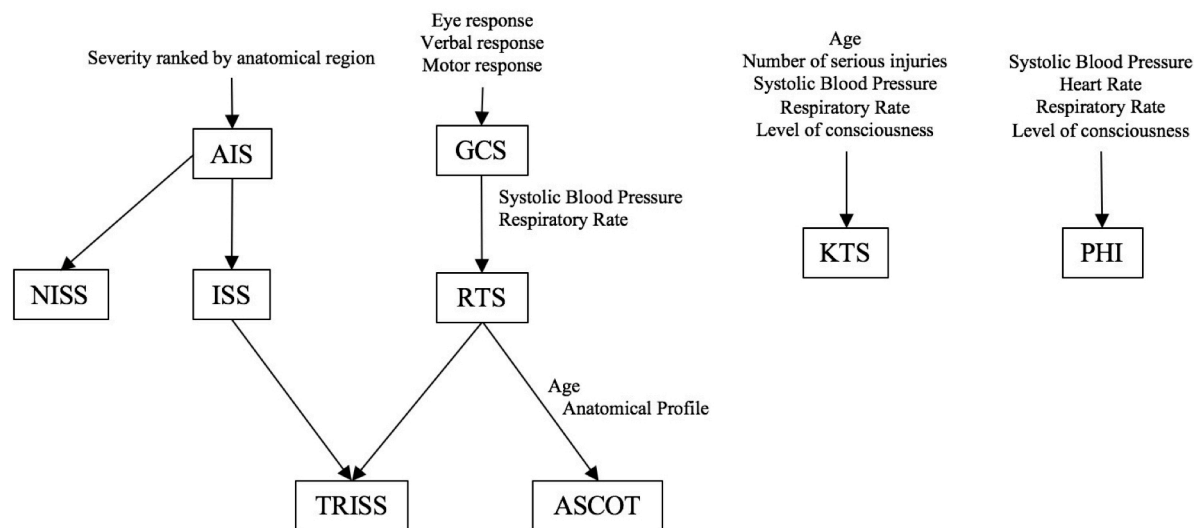 Severity ranked by anatomical region
AIS
NISS
ISS
Eye response
Verbal response
Motor response
GCS
Systolic Blood Pressure
Respiratory Rate
RTS
Age
Anatomical Profile
TRISS
ASCOT
Age
Number of serious injuries
Systolic Blood Pressure
Respiratory Rate
Level of consciousness
KTS
Systolic Blood Pressure
Heart Rate
Respiratory Rate
Level of consciousness
PHI